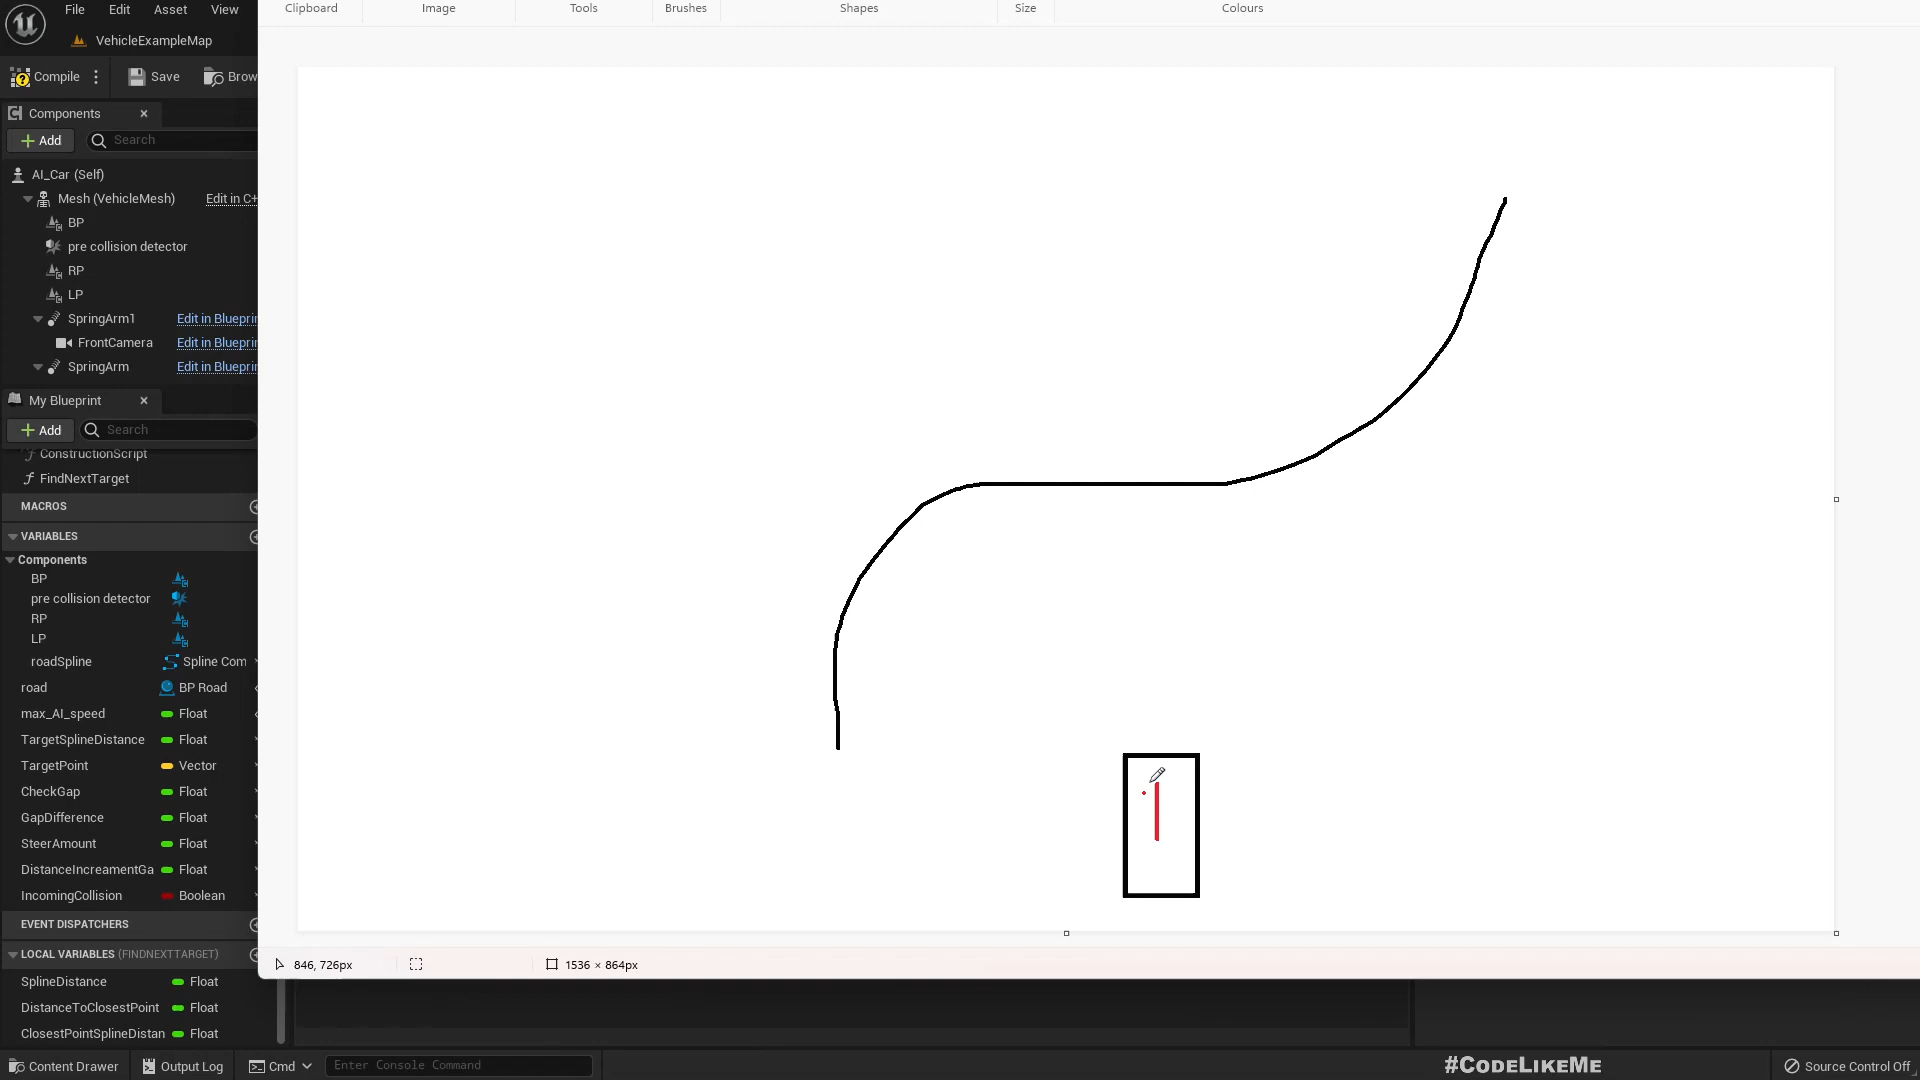 File Edit Asset View
VehicleExampleMap
Compile Save Brow
Components
Add Search
AI_Car (Self)
Mesh (VehicleMesh) Edit in C+
BP
pre collision detector
RP
LP
SpringArm1 Edit in Blueprin
FrontCamera Edit in Blueprin
SpringArm Edit in Blueprin
My Blueprint
Add Search
ConstructionScript
FindNextTarget
MACROS
VARIABLES
Components
BP
pre collision detector
RP
LP
roadSpline Spline Com
road BP Road
max_AI_speed Float
TargetSplineDistance Float
TargetPoint Vector
CheckGap Float
GapDifference Float
SteerAmount Float
DistanceIncreamentGa Float
IncomingCollision Boolean
EVENT DISPATCHERS
LOCAL VARIABLES (FINDNEXTTARGET)
SplineDistance Float
DistanceToClosestPoint Float
ClosestPointSplineDistan Float
Clipboard Image Tools Brushes Shapes Size Colours
846, 726px 1536 × 864px
Content Drawer Output Log Cmd Enter Console Command
#CODELIKEME
Source Control Off